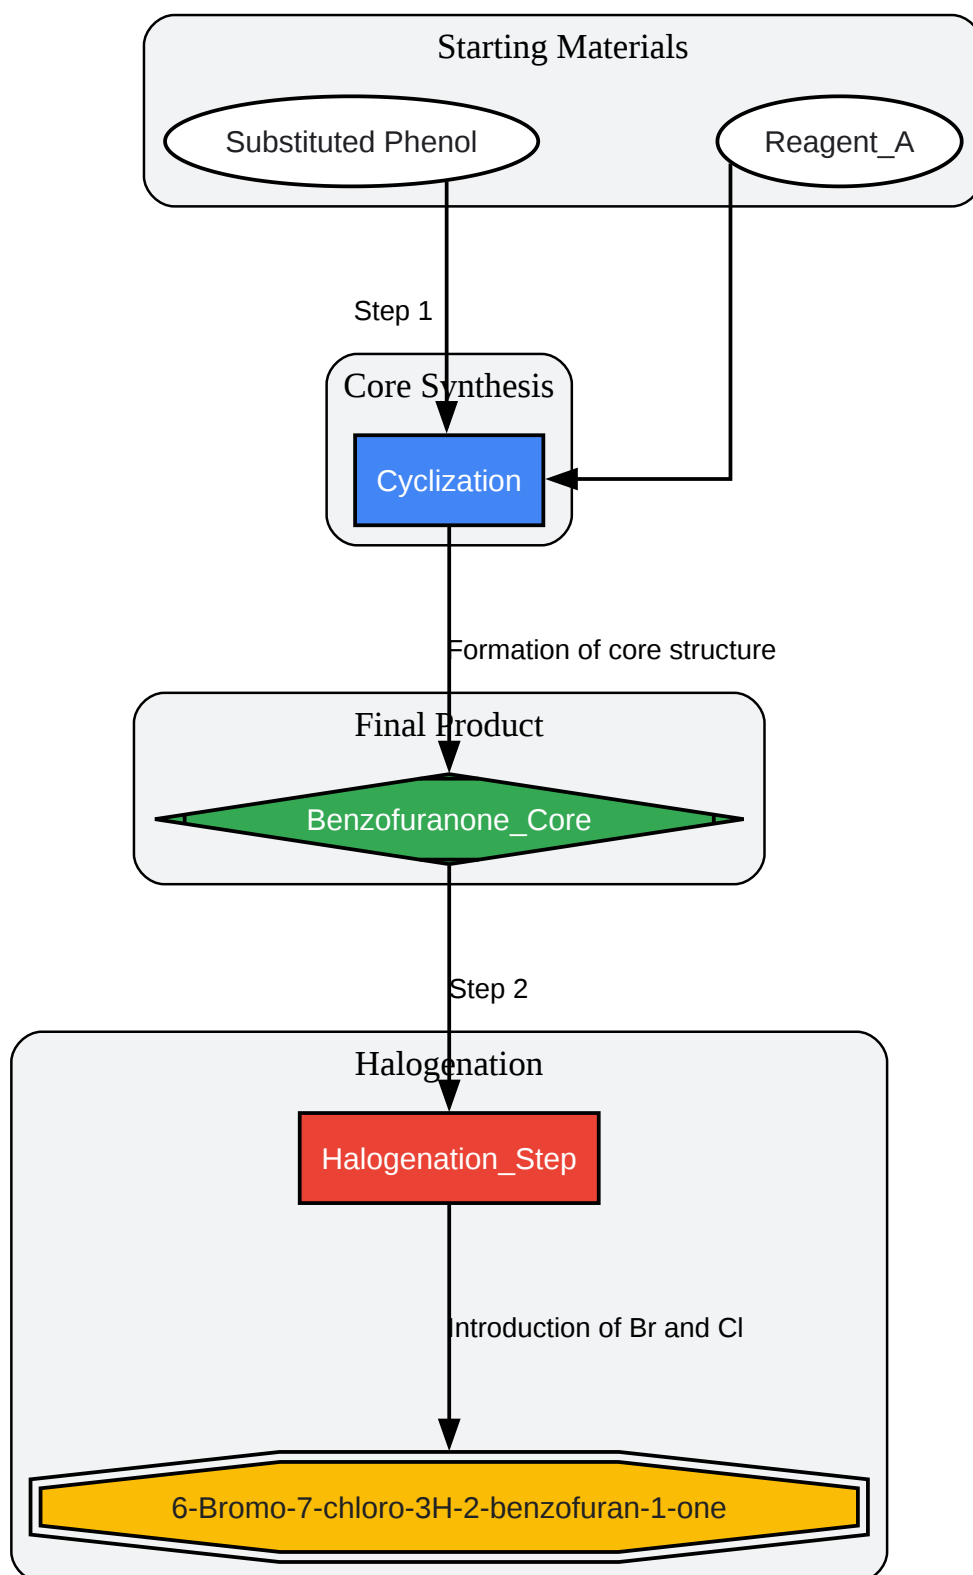 Starting Materials
Substituted Phenol
Reagent_A
Step 1
Core Synthesis
Cyclization
Formation of core structure
Final Product
Benzofuranone_Core
Step 2
Halogenation
Halogenation_Step
Introduction of Br and Cl
6-Bromo-7-chloro-3H-2-benzofuran-1-one